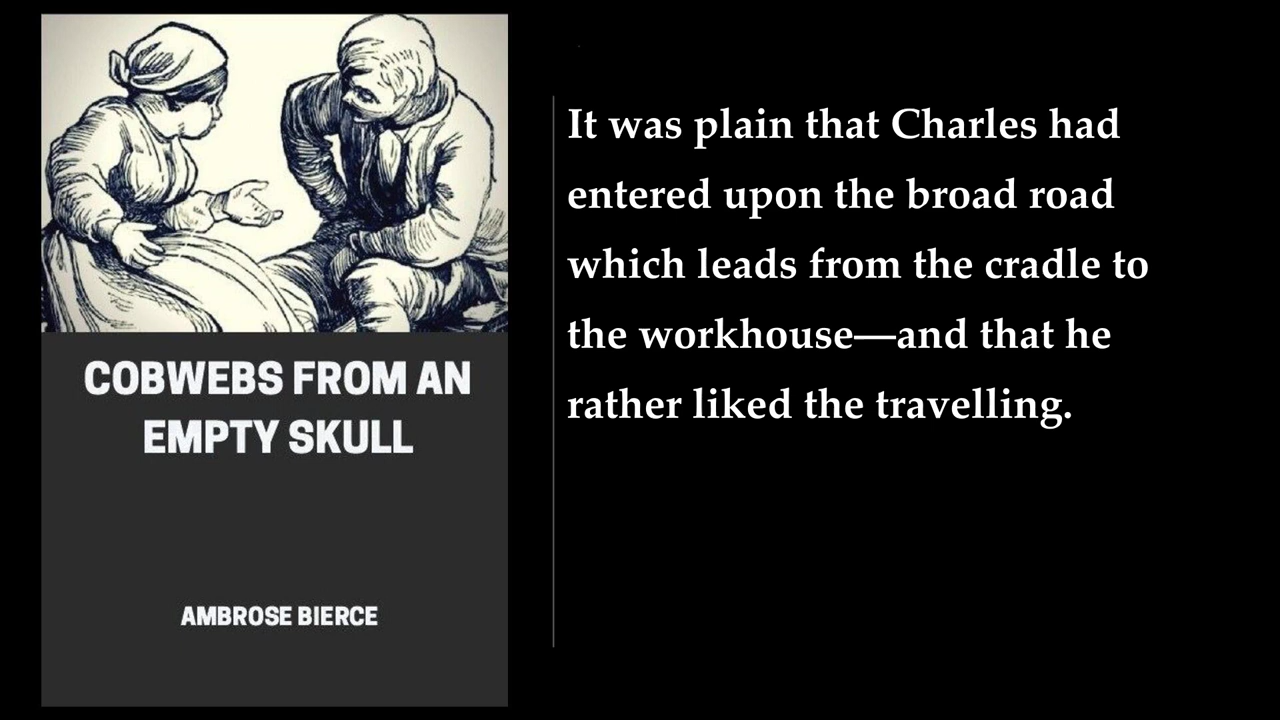 COBWEBS FROM AN
EMPTY SKULL
AMBROSE BIERCE
It was plain that Charles had
entered upon the broad road
which leads from the cradle to
the workhouse—and that he
rather liked the travelling.